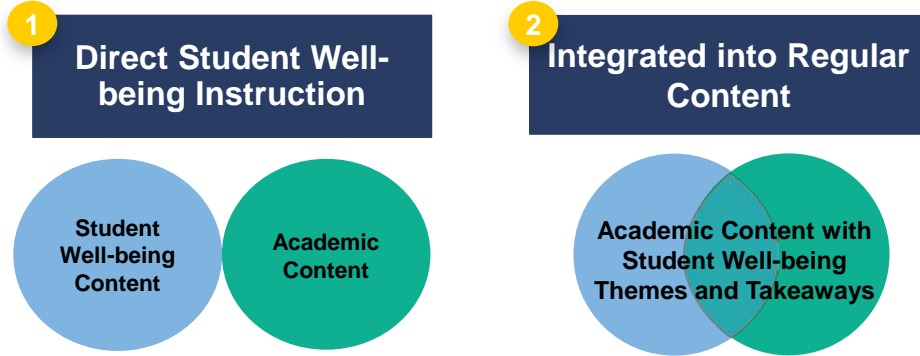 1
Direct Student Well-
being Instruction
Student
Well-being
Content
Academic
Content
2
Integrated into Regular
Content
Academic Content with
Student Well-being
Themes and Takeaways